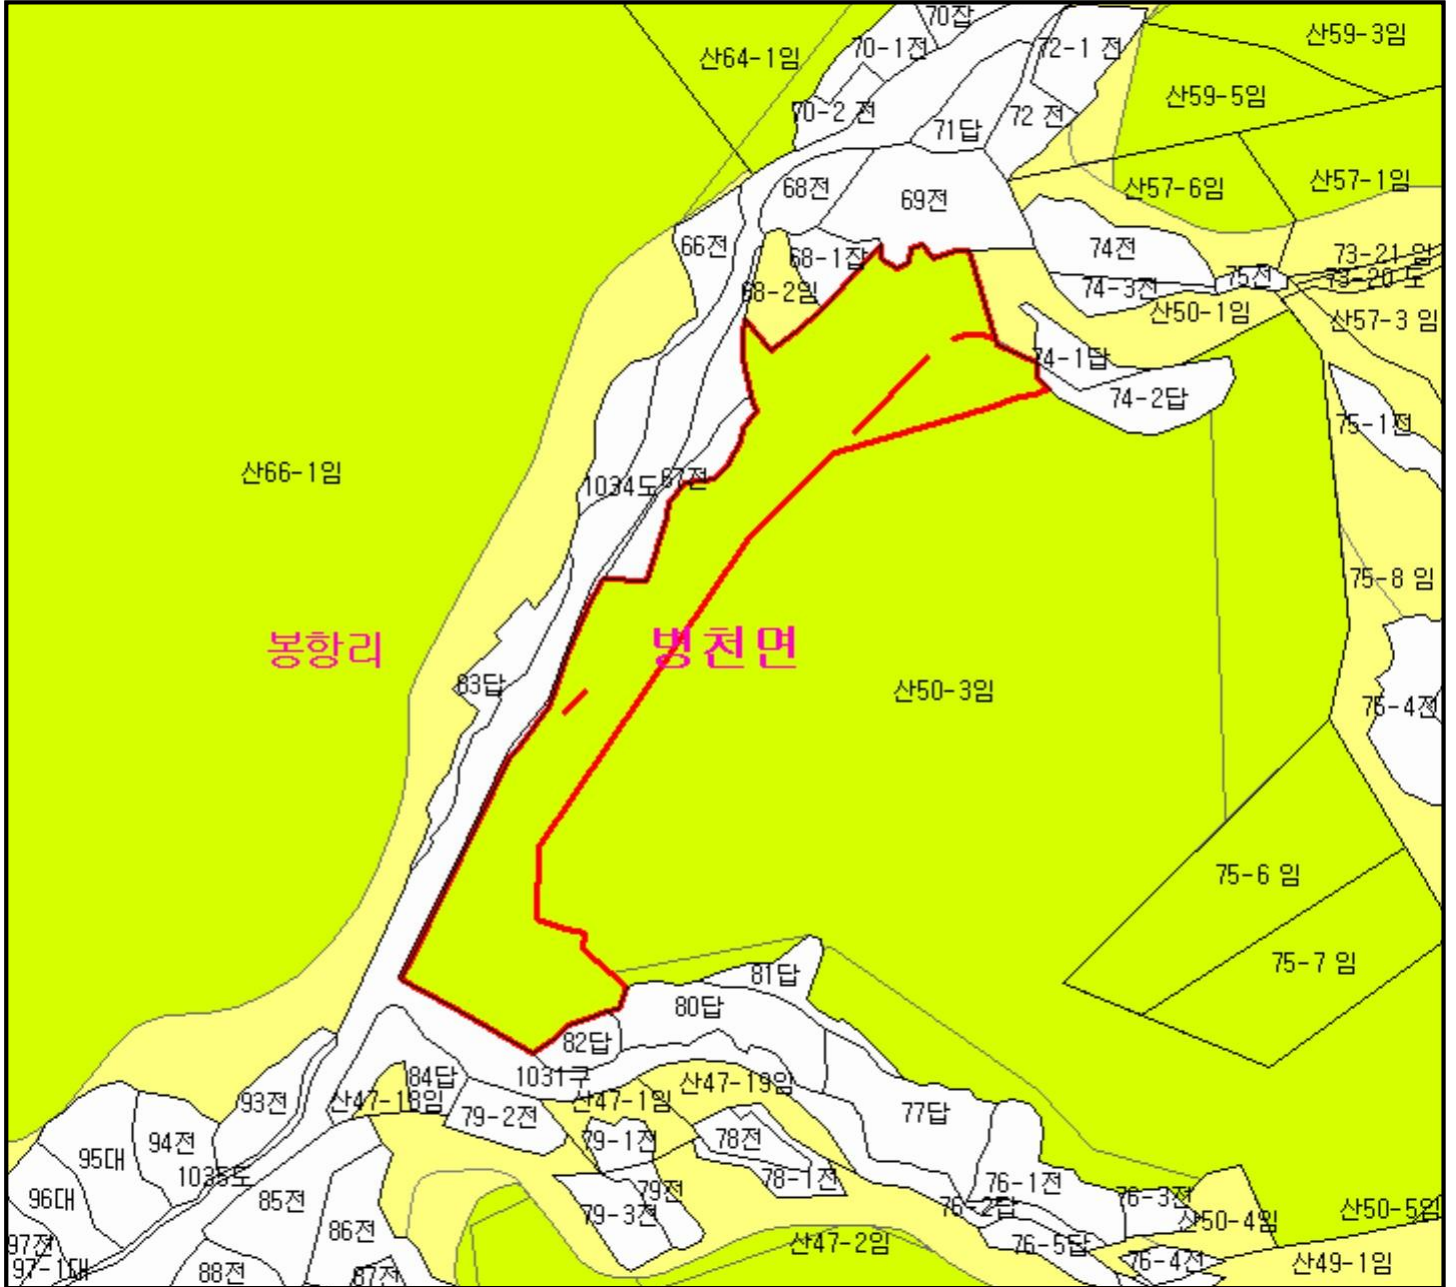 70잡
산59-3임
70-1전
72-1 전
산64-1임
산59-5임
70-2 전
72 전
71답
68전
산57-6임
산57-1임
69전
66전
74전
68-1잡
73-21 임
75전
73-20 도
68-2임
74-3전
산50-1임
산57-3 임
74-1답
74-2답
75-1전
산66-1임
1034도
67전
75-8 임
봉항리
병천면
83답
산50-3임
75-4전
75-6 임
75-7 임
81답
80답
82답
1031구
84답
산47-19임
93전
산47-18임
산47-1임
79-2전
77답
94전
79-1전
78전
95대
1035도
78-1전
76-1전
79전
96대
85전
76-3전
76-2답
79-3전
산50-4임
산50-5임
86전
97전
산47-2임
76-5답
76-4전
산49-1임
97-1대
88전
87전